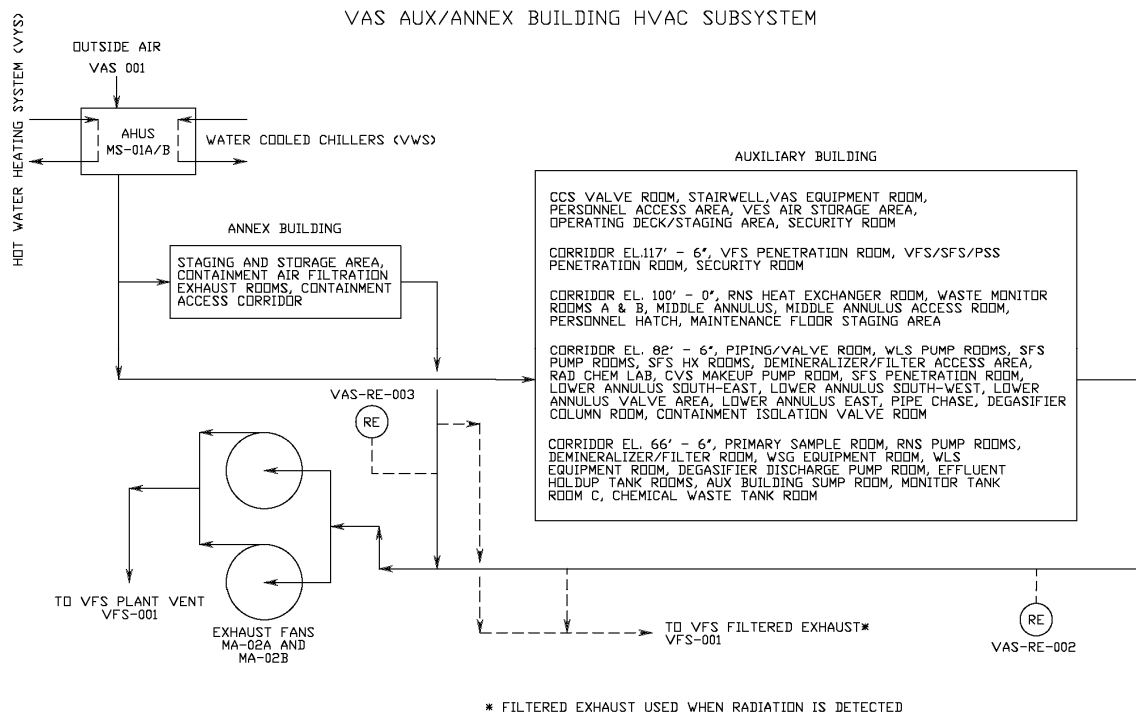 VAS AUX/ANNEX BUILDING HVAC SUBSYSTEM
HOT WATER HEATING SYSTEM (VYS)
OUTSIDE AIR
VAS 001
AHUS
MS-01A/B
WATER COOLED CHILLERS (VWS)
ANNEX BUILDING
STAGING AND STORAGE AREA,
CONTAINMENT AIR FILTRATION
EXHAUST ROOMS, CONTAINMENT
ACCESS CORRIDOR
AUXILIARY BUILDING
CCS VALVE ROOM, STAIRWELL,VAS EQUIPMENT ROOM,
PERSONNEL ACCESS AREA, VES AIR STORAGE AREA,
OPERATING DECK/STAGING AREA, SECURITY ROOM
CORRIDOR EL.117' - 6", VFS PENETRATION ROOM, VFS/SFS/PSS
PENETRATION ROOM, SECURITY ROOM
CORRIDOR EL. 100' - 0", RNS HEAT EXCHANGER ROOM, WASTE MONITOR
ROOMS A & B, MIDDLE ANNULUS, MIDDLE ANNULUS ACCESS ROOM,
PERSONNEL HATCH, MAINTENANCE FLOOR STAGING AREA
CORRIDOR EL. 82' - 6", PIPING/VALVE ROOM, WLS PUMP ROOMS, SFS
PUMP ROOMS, SFS HX ROOMS, DEMINERALIZER/FILTER ACCESS AREA,
RAD CHEM LAB, CVS MAKEUP PUMP ROOM, SFS PENETRATION ROOM,
LOWER ANNULUS SOUTH-EAST, LOWER ANNULUS SOUTH-WEST, LOWER
ANNULUS VALVE AREA, LOWER ANNULUS EAST, PIPE CHASE, DEGASIFIER
COLUMN ROOM, CONTAINMENT ISOLATION VALVE ROOM
CORRIDOR EL. 66' - 6", PRIMARY SAMPLE ROOM, RNS PUMP ROOMS,
DEMINERALIZER/FILTER ROOM, WSG EQUIPMENT ROOM, WLS
EQUIPMENT ROOM, DEGASIFIER DISCHARGE PUMP ROOM, EFFLUENT
HOLDUP TANK ROOMS, AUX BUILDING SUMP ROOM, MONITOR TANK
ROOM C, CHEMICAL WASTE TANK ROOM
VAS-RE-003
RE
TO VFS PLANT VENT
VFS-001
EXHAUST FANS
MA-02A AND
MA-02B
TO VFS FILTERED EXHAUST*
VFS-001
RE
VAS-RE-002
* FILTERED EXHAUST USED WHEN RADIATION IS DETECTED